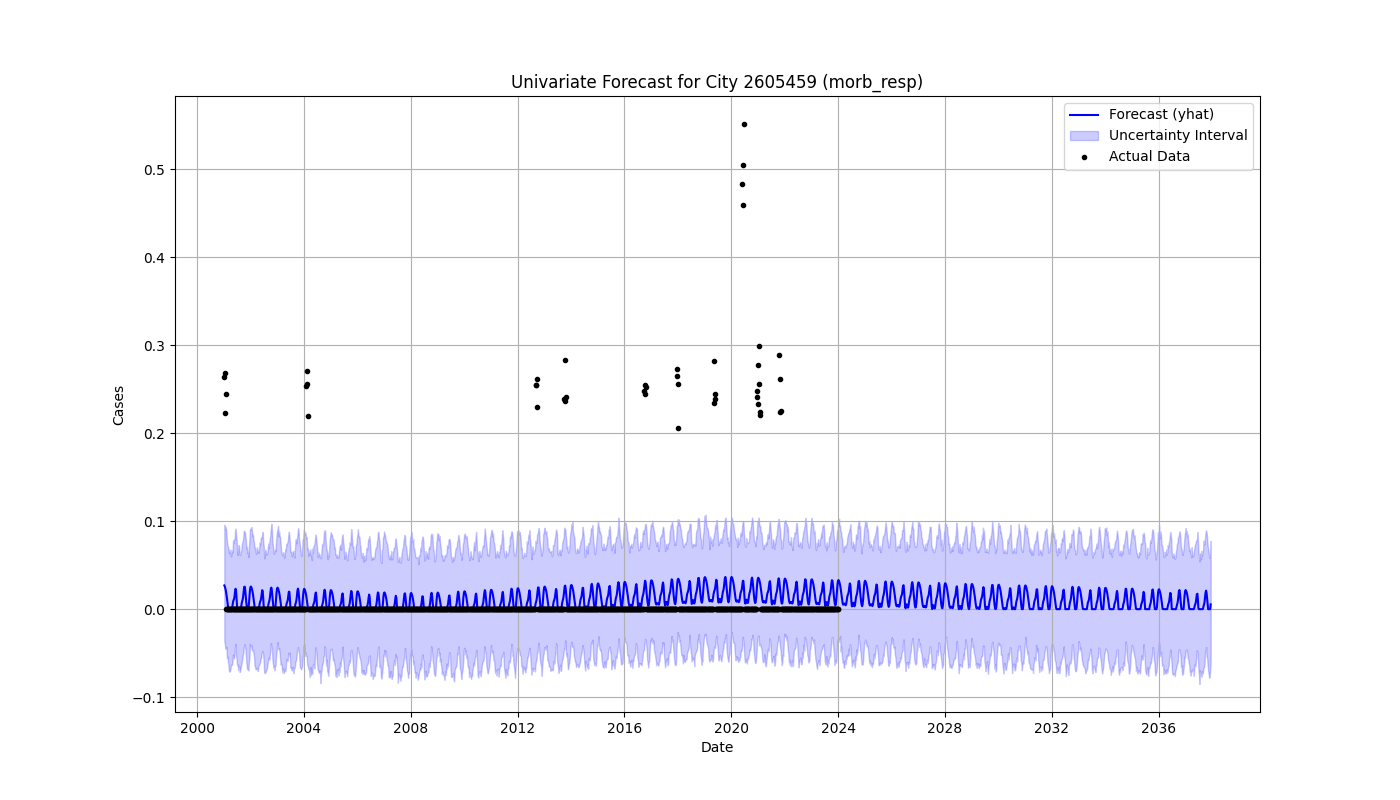 Univariate Forecast for City 2605459 (morb_resp)
Forecast (yhat)
Uncertainty Interval
Actual Data
Cases
0.5
0.4
0.3
0.2
0.1
0.0
−0.1
2000 2004 2008 2012 2016 2020 2024 2028 2032 2036
Date